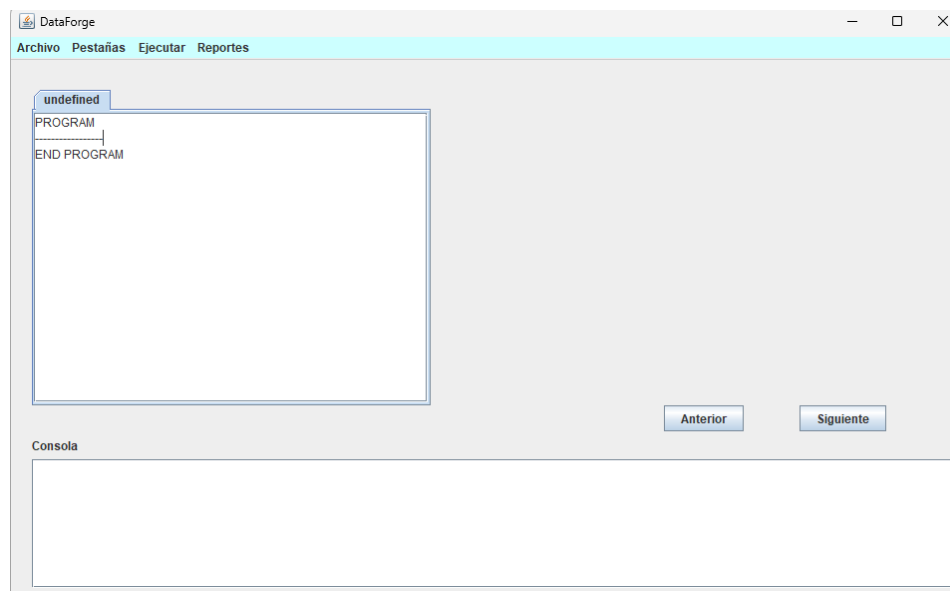 DataForge
Archivo Pestañas Ejecutar Reportes
undefined
PROGRAM
-----------------
END PROGRAM
Anterior Siguiente
Consola